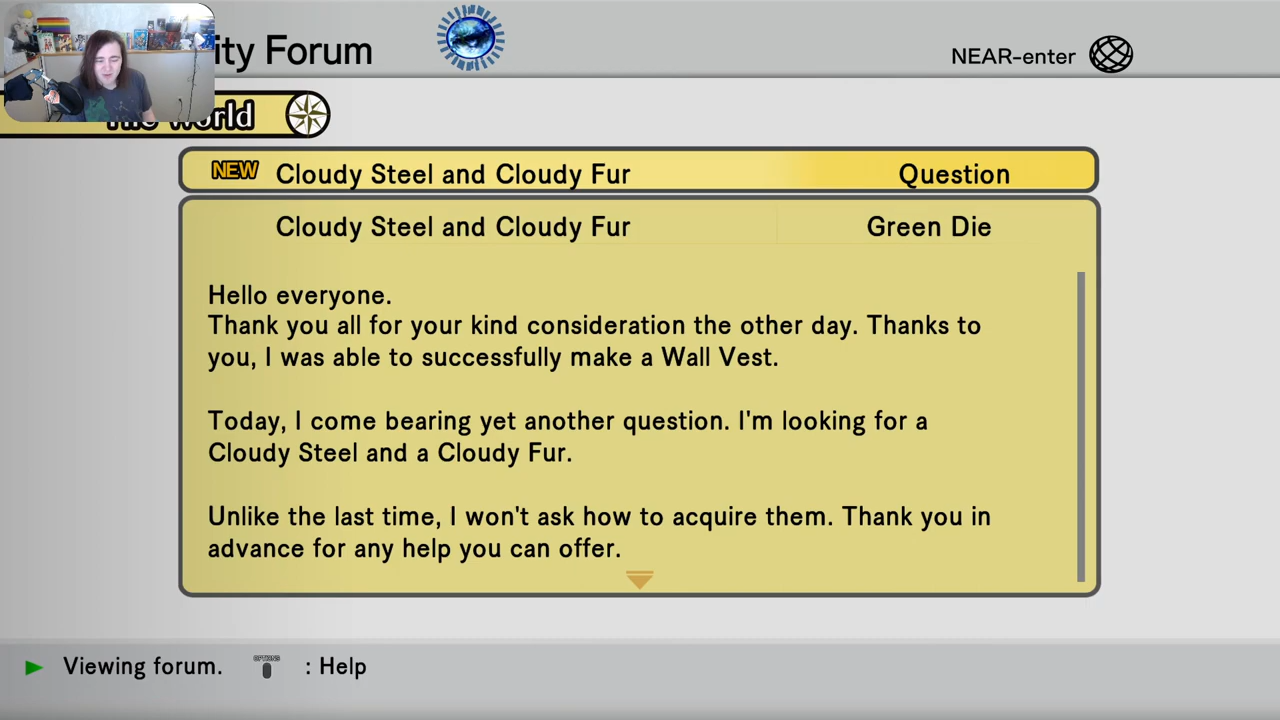 ity Forum
NEAR-enter
The World
NEW Cloudy Steel and Cloudy Fur Question
Cloudy Steel and Cloudy Fur Green Die
Hello everyone.
Thank you all for your kind consideration the other day. Thanks to
you, I was able to successfully make a Wall Vest.
Today, I come bearing yet another question. I'm looking for a
Cloudy Steel and a Cloudy Fur.
Unlike the last time, I won't ask how to acquire them. Thank you in
advance for any help you can offer.
Viewing forum. OPTIONS : Help